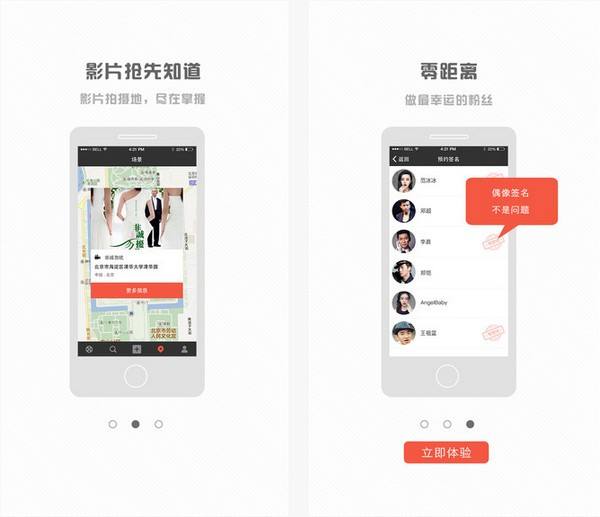 影片抢先知道
影片拍摄地，尽在掌握
BELL
4:21 PM
22%
场景
非诚勿扰
北京市海淀区清华大学清华园
中国，北京
更多信息
北京市劳动
人民文化宫
零距离
做最幸运的粉丝
BELL
4:21 PM
22%
返回
预约签名
范冰冰
偶像签名
不是问题
邓超
李晨
郑恺
AngelBaby
王祖蓝
立即体验